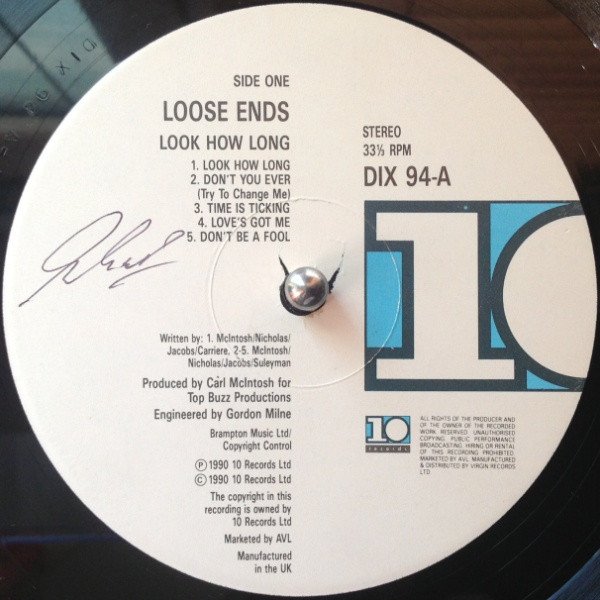 SIDE ONE
LOOSE ENDS
LOOK HOW LONG
1. LOOK HOW LONG
2. DON'T YOU EVER
(Try To Change Me)
3. TIME IS TICKING
4. LOVE'S GOT ME
5. DON'T BE A FOOL
STEREO
33⅓ RPM
DIX 94-A
10
Written by: 1. McIntosh/Nicholas/
Jacobs/Carriere. 2-5. McIntosh/
Nicholas/Jacobs/Suleyman
Produced by Carl McIntosh for
Top Buzz Productions
Engineered by Gordon Milne
Brampton Music Ltd/
Copyright Control
Ⓟ 1990 10 Records Ltd
© 1990 10 Records Ltd
The copyright in this
recording is owned by
10 Records Ltd
Marketed by AVL
Manufactured
in the UK
10
records
ALL RIGHTS OF THE PRODUCER AND
OF THE OWNER OF THE RECORDED
WORK RESERVED. UNAUTHORISED
COPYING PUBLIC PERFORMANCE
BROADCASTING HIRING OR RENTAL
OF THIS RECORDING PROHIBITED.
MARKETED BY AVL. MANUFACTURED
& DISTRIBUTED BY VIRGIN RECORDS
LTD